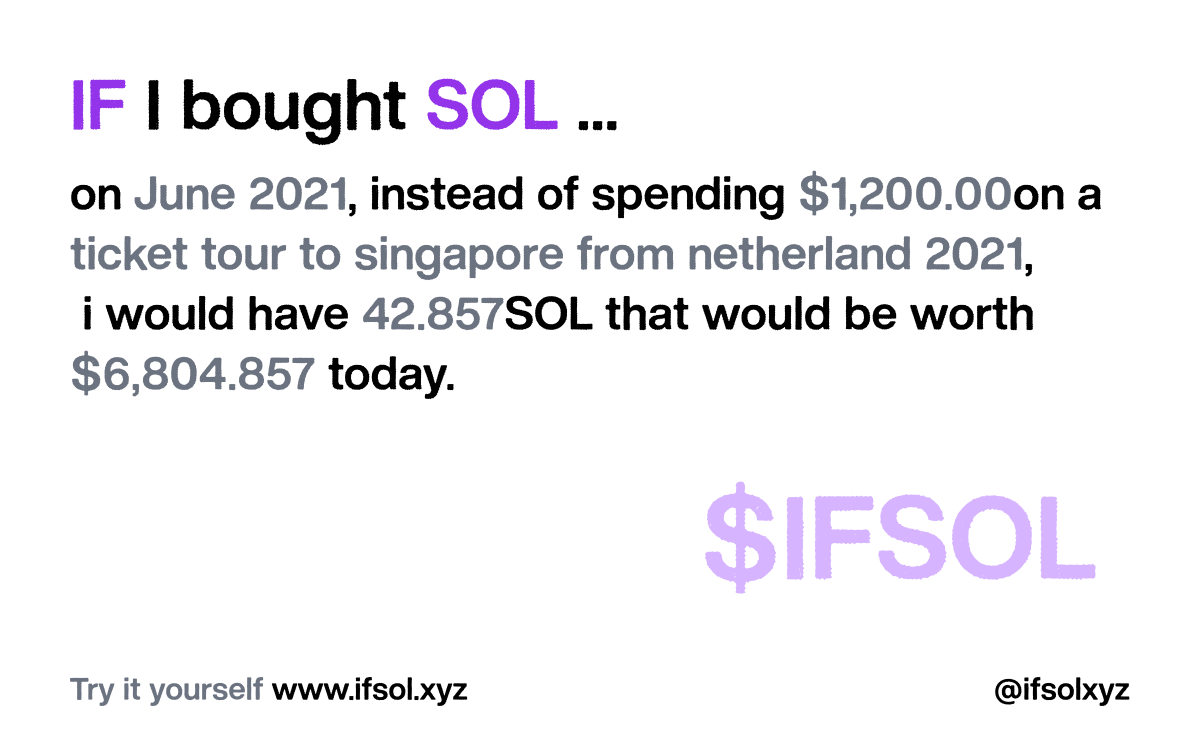 IF I bought SOL ...
on June 2021, instead of spending $1,200.00on a
ticket tour to singapore from netherland 2021,
i would have 42.857SOL that would be worth
$6,804.857 today.
$IFSOL
Try it yourself www.ifsol.xyz
@ifsolxyz